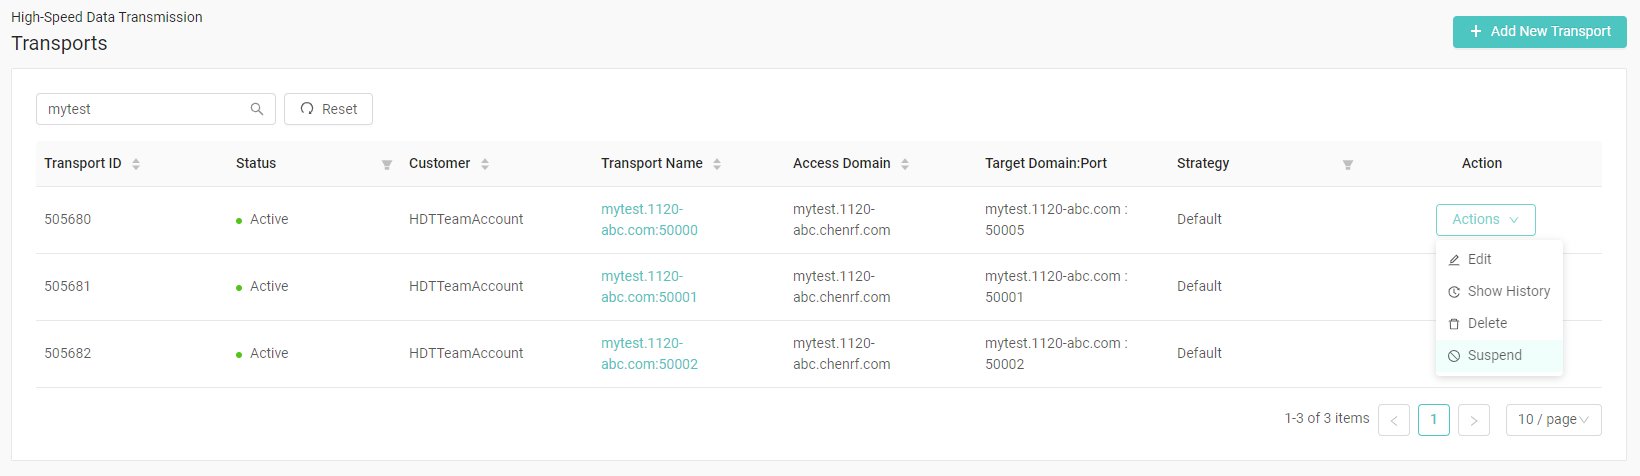 High-Speed Data Transmission
Transports
Add New Transport
mytest
Reset
Transport ID Status Customer Transport Name Access Domain Target Domain:Port Strategy Action
505680 Active HDTTeamAccount mytest.1120- mytest.1120- mytest.1120-abc.com : Default Actions
abc.com:50000 abc.chenrf.com 50005
Edit
Show History
Delete
Suspend
505681 Active HDTTeamAccount mytest.1120- mytest.1120- mytest.1120-abc.com : Default
abc.com:50001 abc.chenrf.com 50001
505682 Active HDTTeamAccount mytest.1120- mytest.1120- mytest.1120-abc.com : Default
abc.com:50002 abc.chenrf.com 50002
1-3 of 3 items < 1 > 10 / page